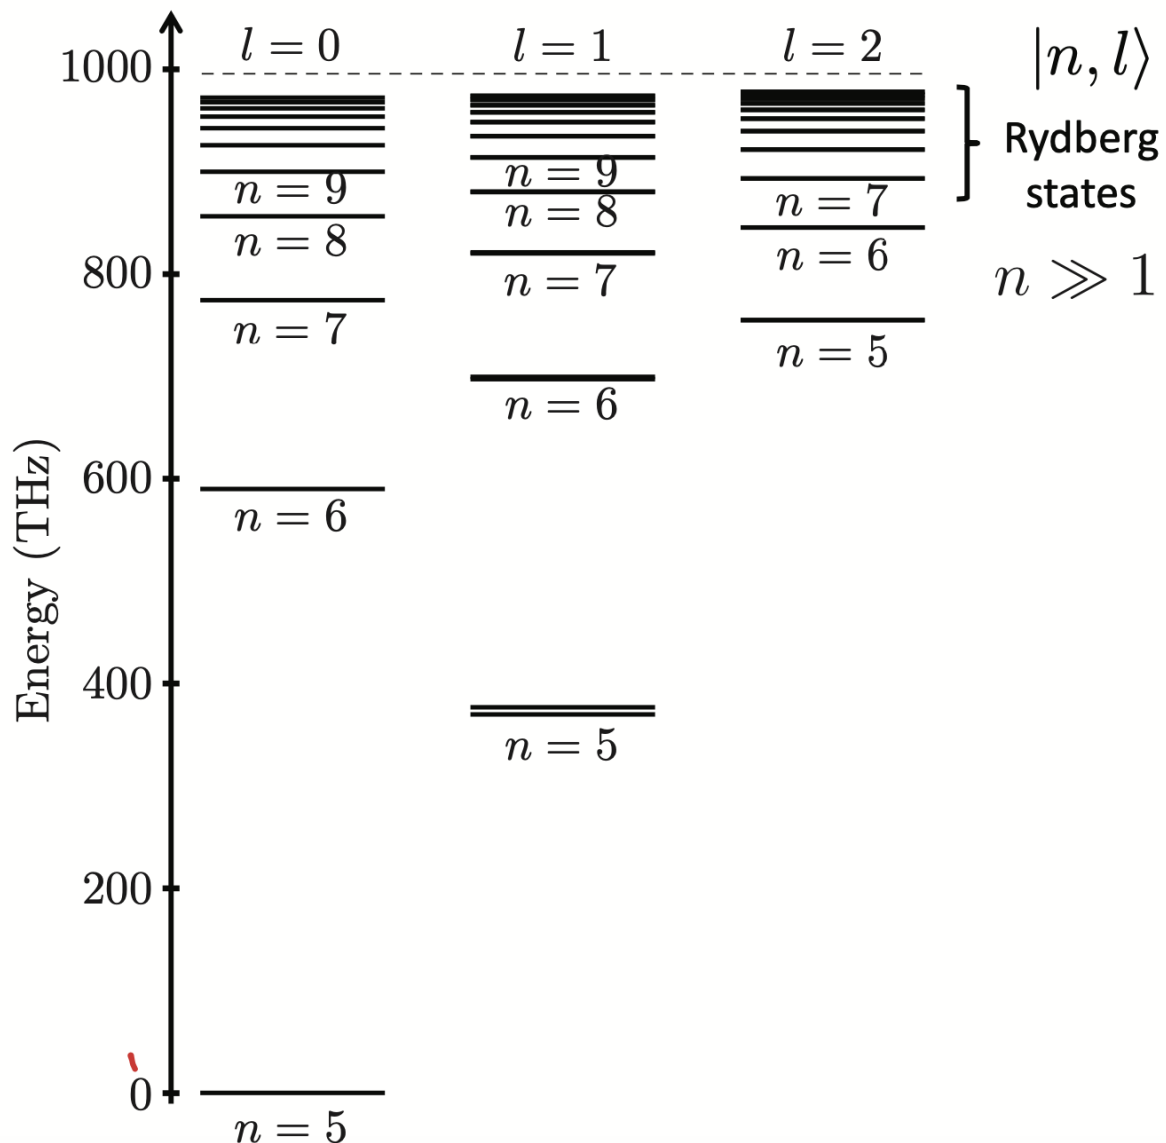 l = 0
l = 1
l = 2
|n, l⟩
1000
Rydberg
states
n ≫ 1
n = 9
n = 8
n = 7
n = 6
n = 5
n = 9
n = 8
n = 7
n = 6
n = 5
n = 7
n = 6
n = 5
800
600
400
200
0
Energy (THz)